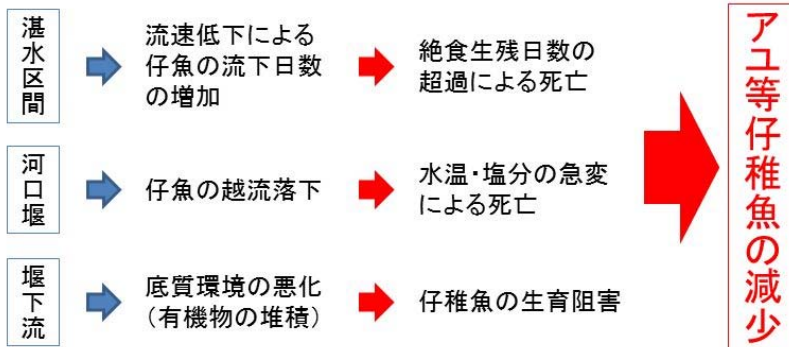 湛水区間
流速低下による
仔魚の流下日数
の増加
絶食生残日数の
超過による死亡
河口堰
仔魚の越流落下
水温・塩分の急変
による死亡
堰下流
底質環境の悪化
(有機物の堆積)
仔稚魚の生育阻害
アユ等仔稚魚の減少